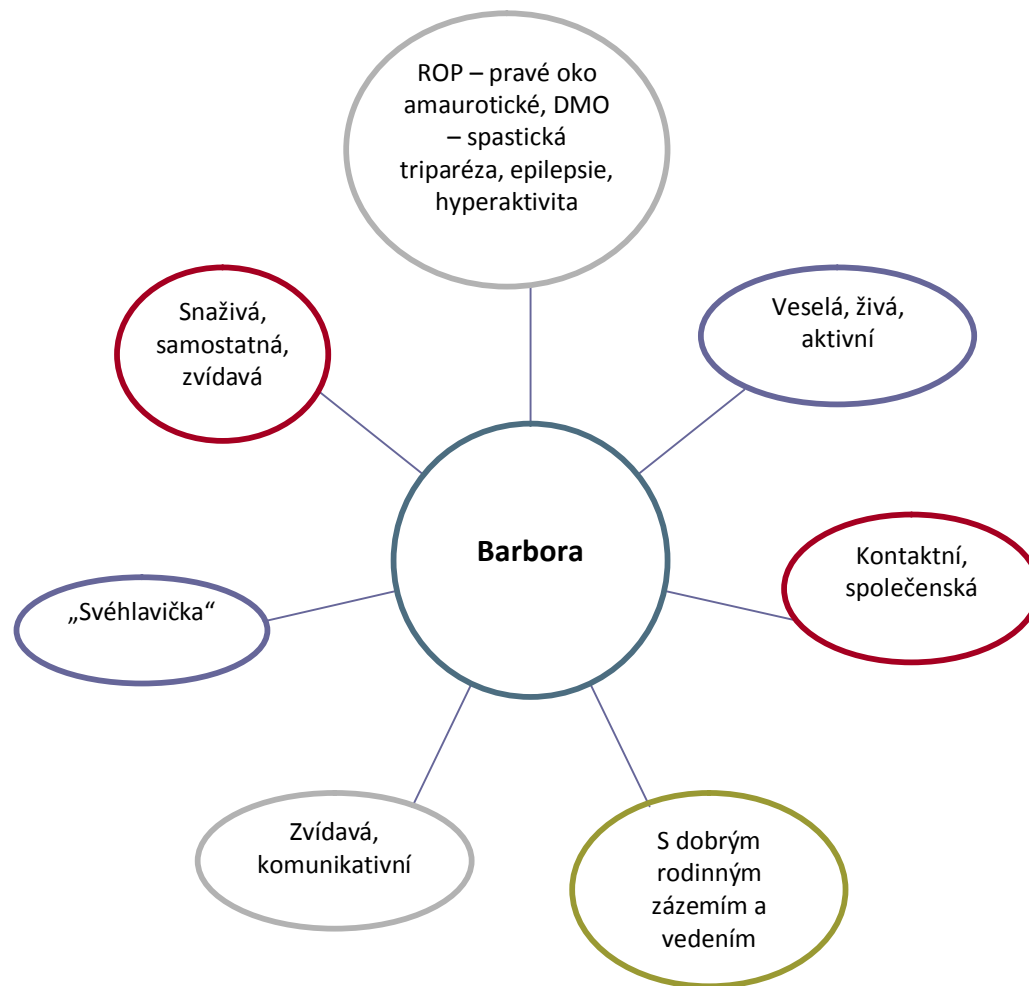 ROP – pravé oko
amaurotické, DMO
– spastická
triparéza, epilepsie,
hyperaktivita
Snaživá,
samostatná,
zvídavá
Veselá, živá,
aktivní
Barbora
Kontaktní,
společenská
„Svéhlavička“
Zvídavá,
komunikativní
S dobrým
rodinným
zázemím a
vedením